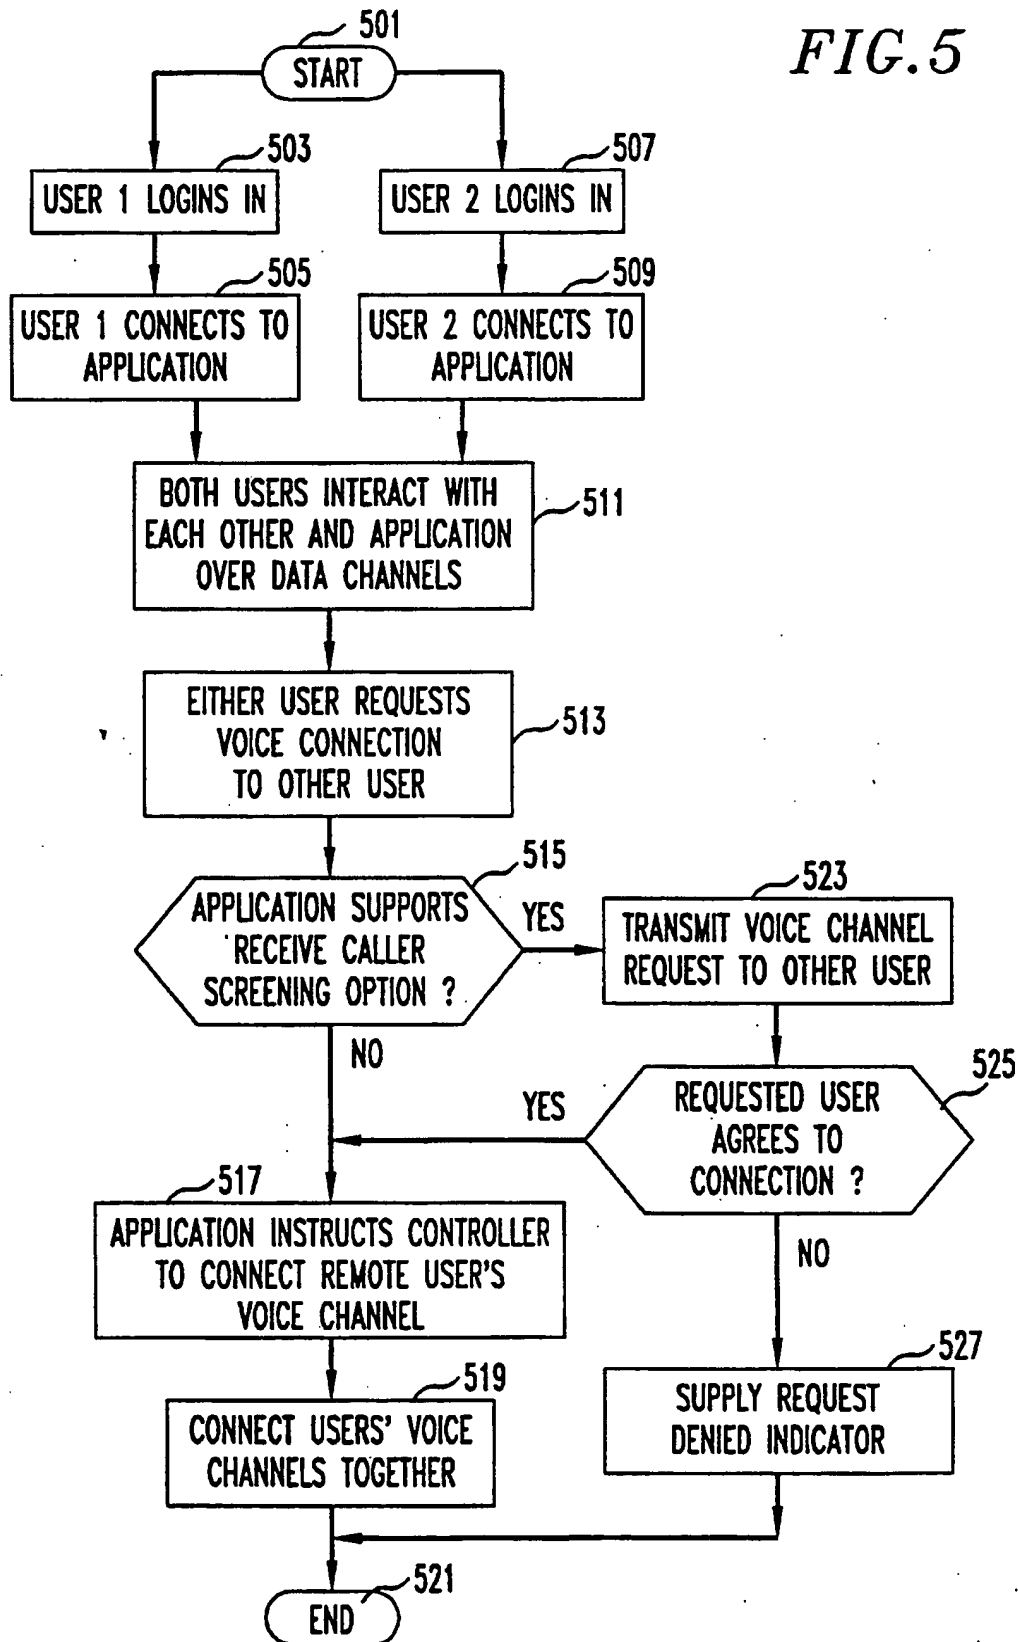 501
FIG.5
START
503
507
USER 1 LOGINS IN
USER 2 LOGINS IN
505
509
USER 1 CONNECTS TO
APPLICATION
USER 2 CONNECTS TO
APPLICATION
BOTH USERS INTERACT WITH
EACH OTHER AND APPLICATION
OVER DATA CHANNELS
511
EITHER USER REQUESTS
VOICE CONNECTION
TO OTHER USER
513
515
APPLICATION SUPPORTS
RECEIVE CALLER
SCREENING OPTION ?
YES
NO
523
TRANSMIT VOICE CHANNEL
REQUEST TO OTHER USER
525
REQUESTED USER
AGREES TO
CONNECTION ?
YES
NO
517
APPLICATION INSTRUCTS CONTROLLER
TO CONNECT REMOTE USER'S
VOICE CHANNEL
519
CONNECT USERS' VOICE
CHANNELS TOGETHER
527
SUPPLY REQUEST
DENIED INDICATOR
521
END